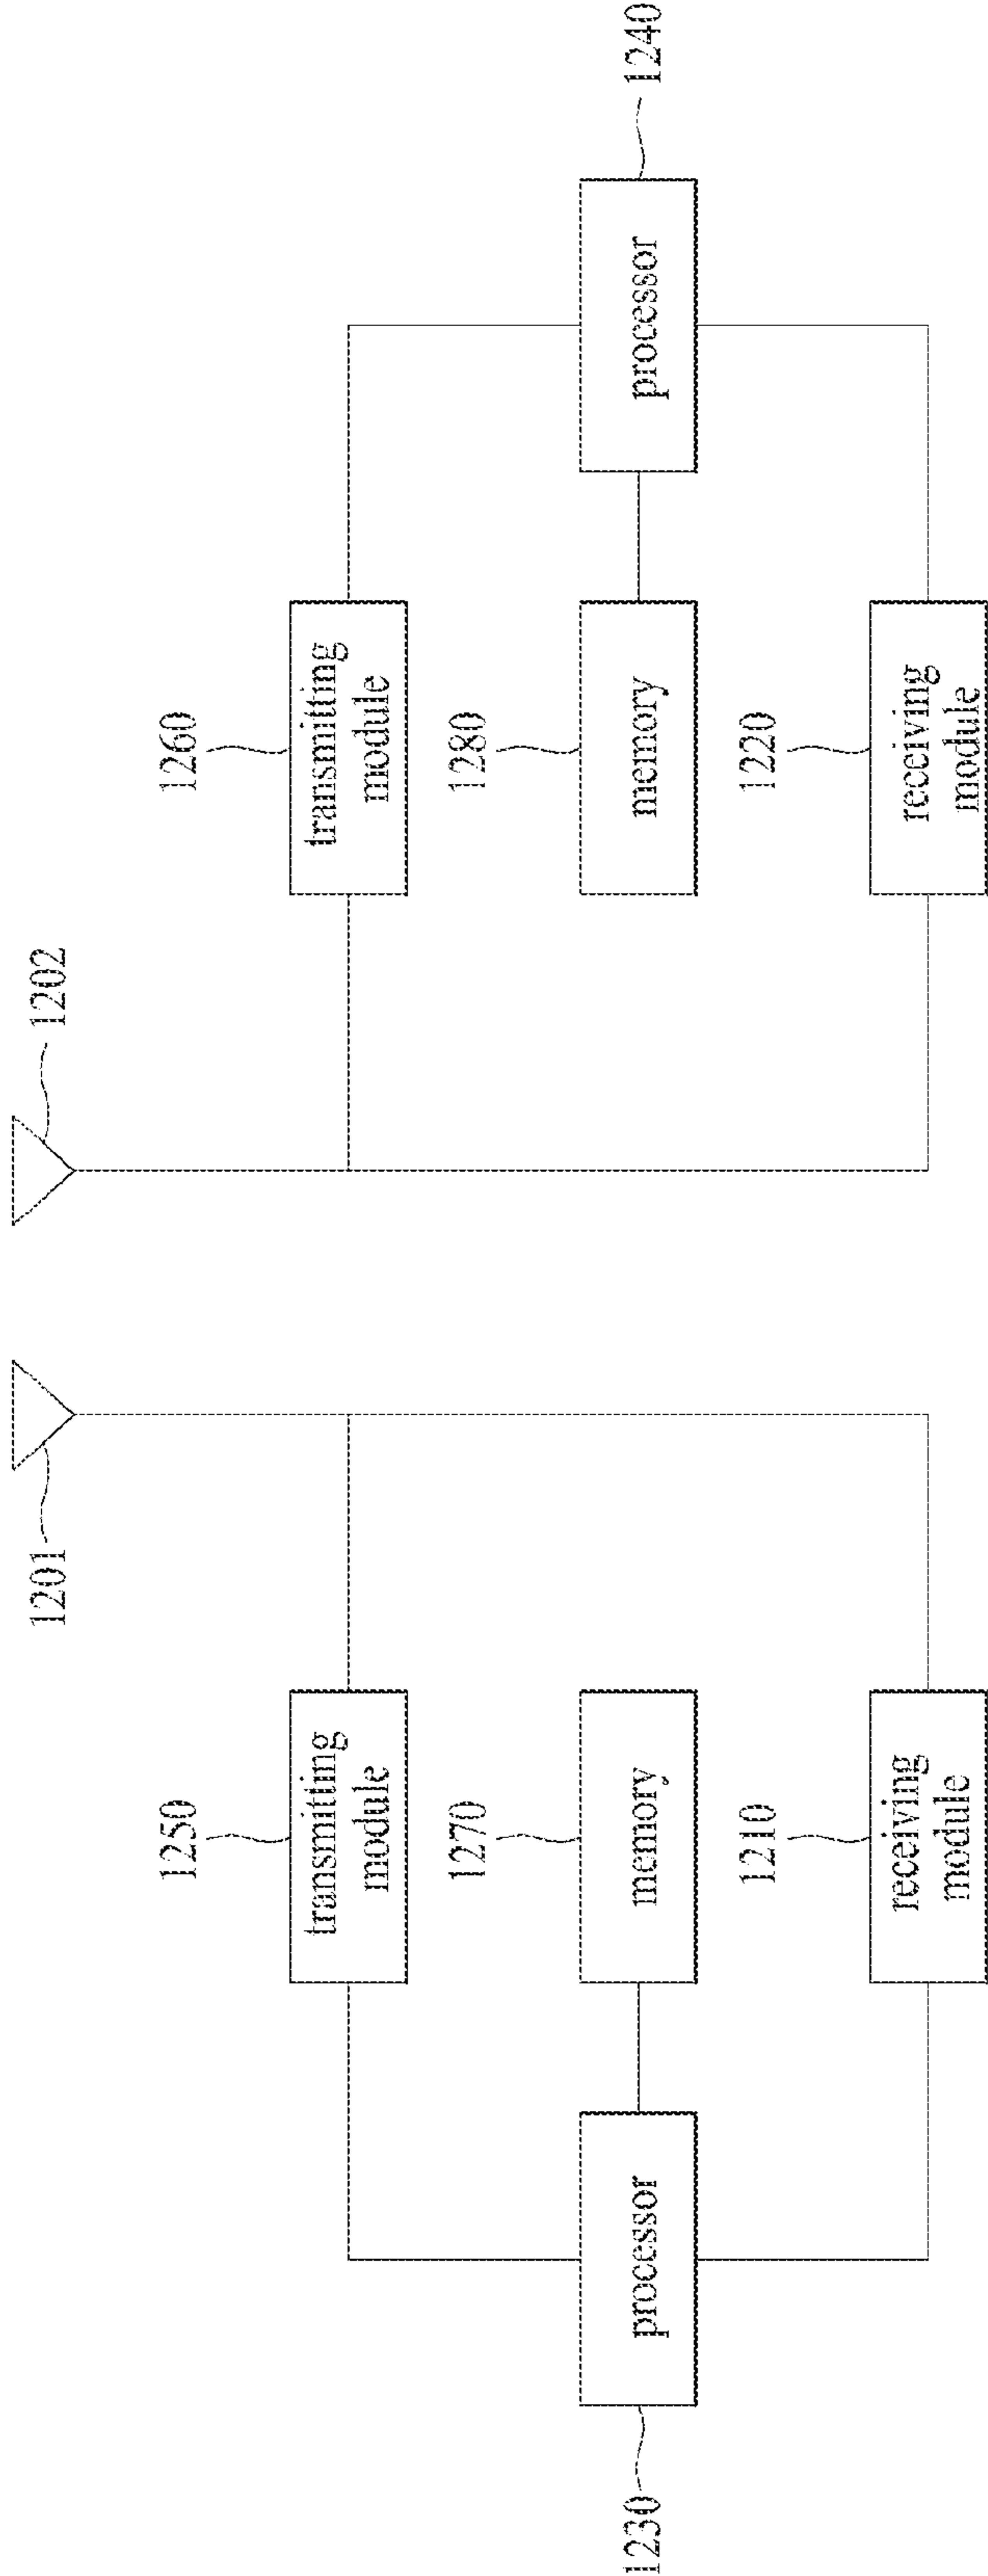 1201
1202
1250
transmitting
module
1260
transmitting
module
1230
processor
1270
memory
1280
memory
processor
1240
1210
receiving
module
1220
receiving
module